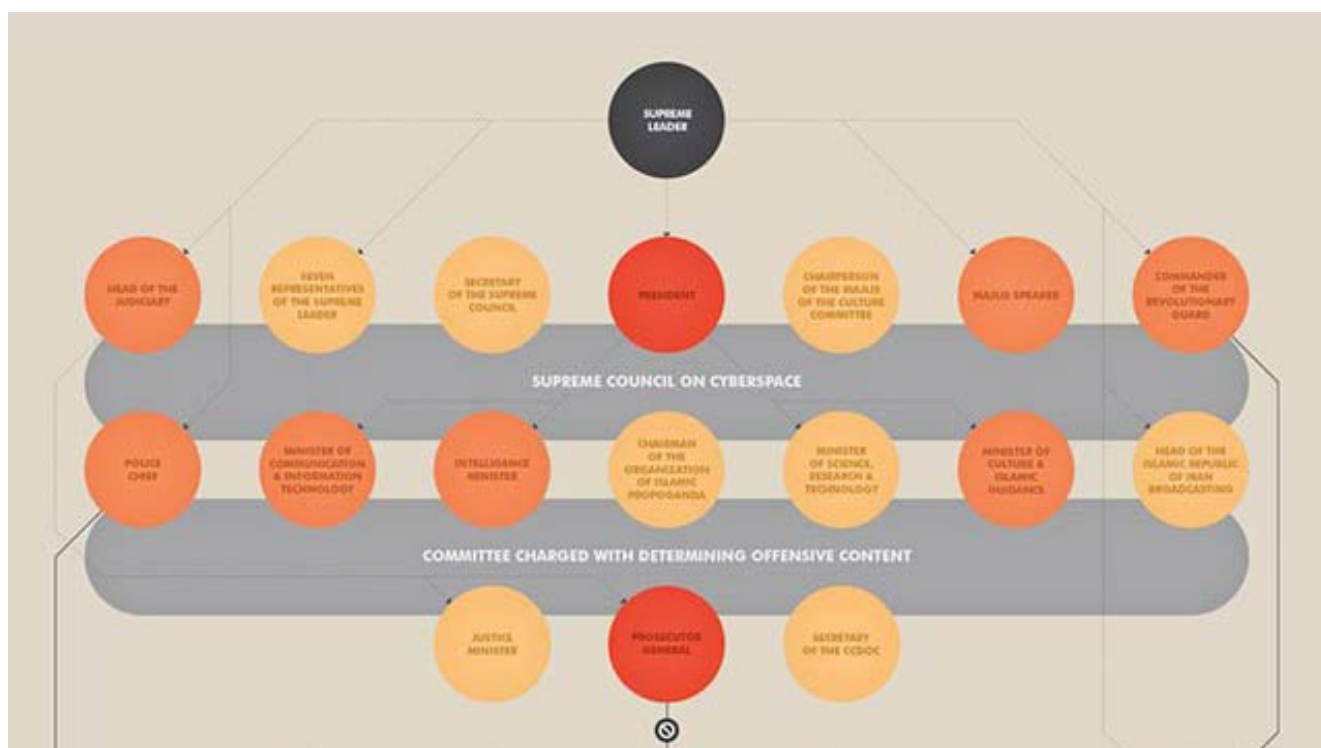 SUPREME
LEADER
HEAD OF THE
JUDICIARY
SEVEN
REPRESENTATIVES
OF THE SUPREME
LEADER
SECRETARY
OF THE SUPREME
COUNCIL
PRESIDENT
CHAIRPERSON
OF THE MAJLIS
OF THE CULTURE
COMMITTEE
MAJLIS SPEAKER
COMMANDER
OF THE
REVOLUTIONARY
GUARD
SUPREME COUNCIL ON CYBERSPACE
POLICE
CHIEF
MINISTER OF
COMMUNICATION
& INFORMATION
TECHNOLOGY
INTELLIGENCE
MINISTER
CHAIRMAN
OF THE
ORGANIZATION
OF ISLAMIC
PROPOGANDA
MINISTER
OF SCIENCE,
RESEARCH &
TECHNOLOGY
MINISTER OF
CULTURE &
ISLAMIC
GUIDANCE
HEAD OF THE
ISLAMIC REPUBLIC
OF IRAN
BROADCASTING
COMMITTEE CHARGED WITH DETERMINING OFFENSIVE CONTENT
JUSTICE
MINISTER
PROSECUTOR
GENERAL
SECRETARY
OF THE CCDOC